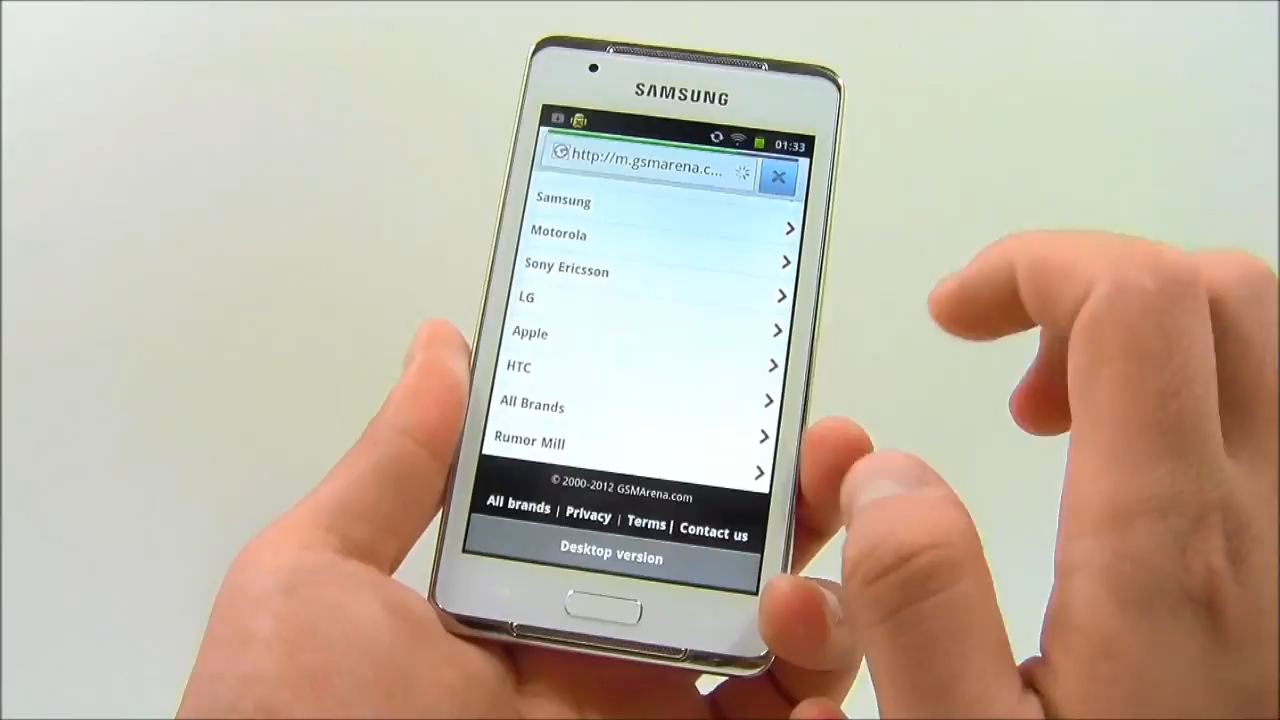 SAMSUNG
01:33
http://m.gsmarena.c...
Samsung
Motorola
Sony Ericsson
LG
Apple
HTC
All Brands
Rumor Mill
© 2000-2012 GSMArena.com
All brands | Privacy | Terms | Contact us
Desktop version